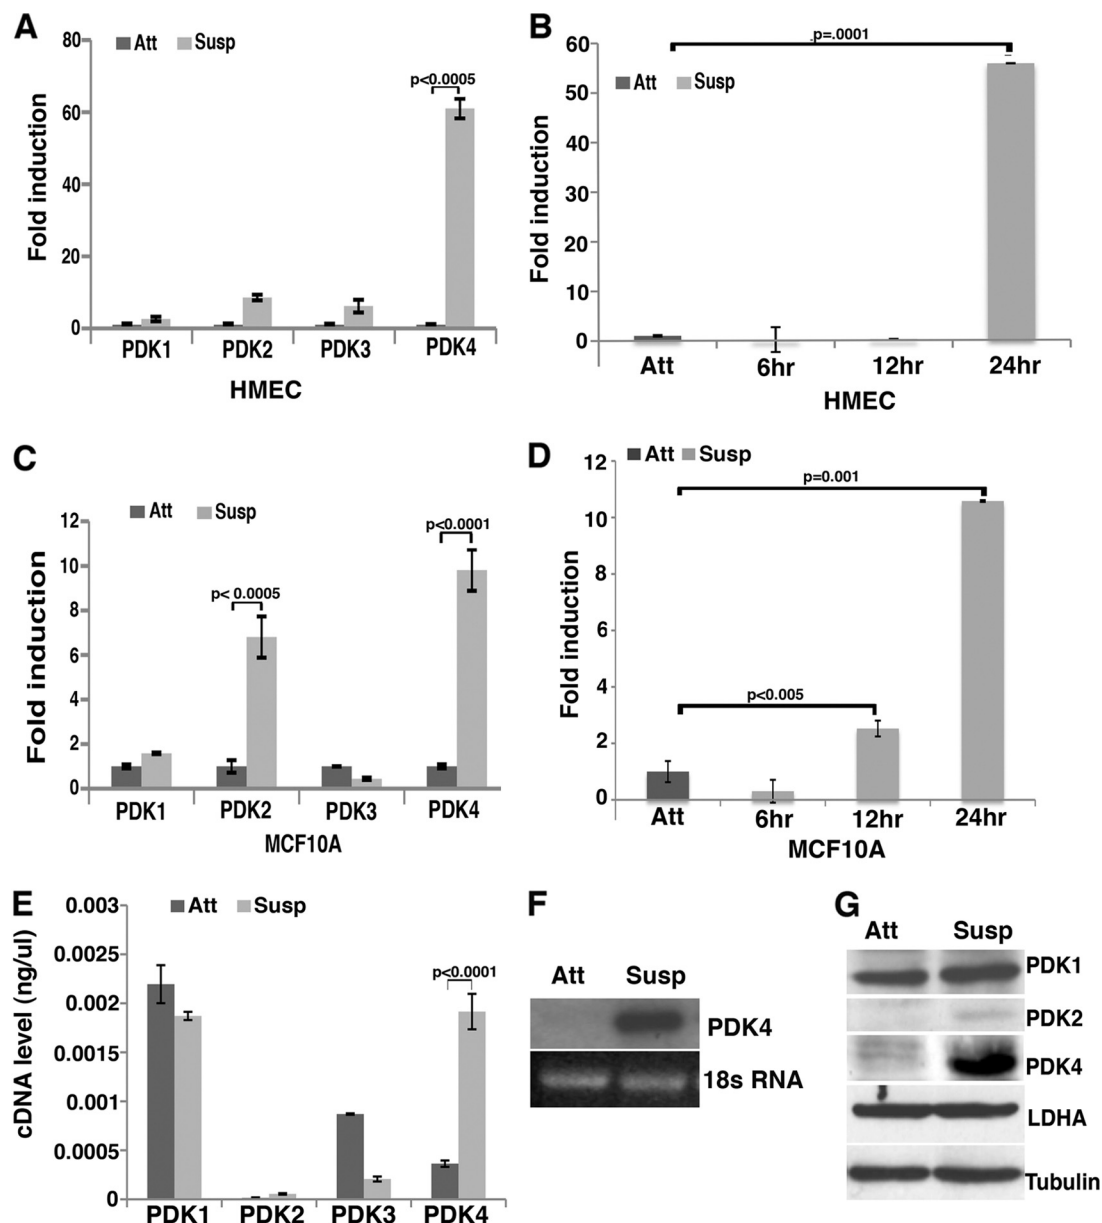 A
Att Susp
80
60
40
20
0
Fold induction
p<0.0005
PDK1 PDK2 PDK3 PDK4
HMEC
B
p=.0001
Att Susp
60
50
40
30
20
10
0
Fold induction
Att 6hr 12hr 24hr
HMEC
C
Att Susp
12
10
8
6
4
2
0
Fold induction
p< 0.0005
p<0.0001
PDK1 PDK2 PDK3 PDK4
MCF10A
D
Att Susp
12
10
8
6
4
2
0
Fold induction
p=0.001
p<0.005
Att 6hr 12hr 24hr
MCF10A
E
Att Susp
0.003
0.0025
0.002
0.0015
0.001
0.0005
0
cDNA level (ng/ul)
p<0.0001
PDK1 PDK2 PDK3 PDK4
F
Att Susp
PDK4
18s RNA
G
Att Susp
PDK1
PDK2
PDK4
LDHA
Tubulin